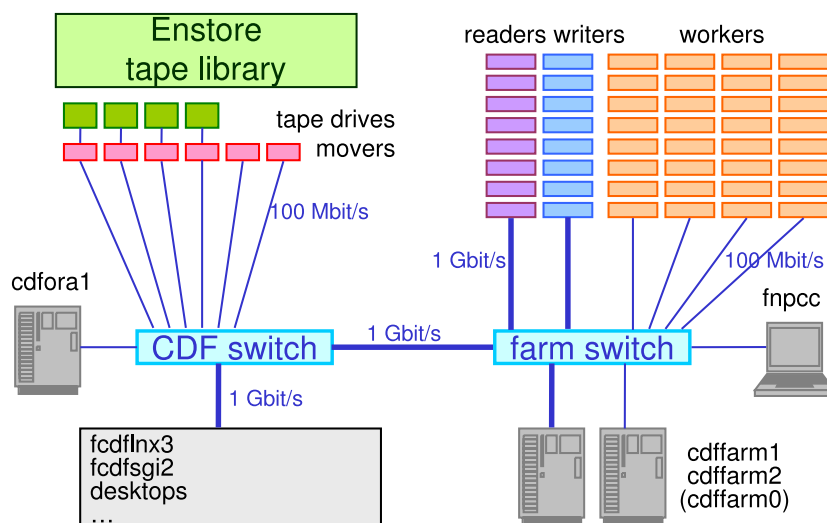 Enstore
tape library
readers writers
workers
tape drives
movers
100 Mbit/s
1 Gbit/s
100 Mbit/s
cdfora1
fnpcc
CDF switch
1 Gbit/s
farm switch
1 Gbit/s
fcdflnx3
fcdfsgi2
desktops
...
cdffarm1
cdffarm2
(cdffarm0)